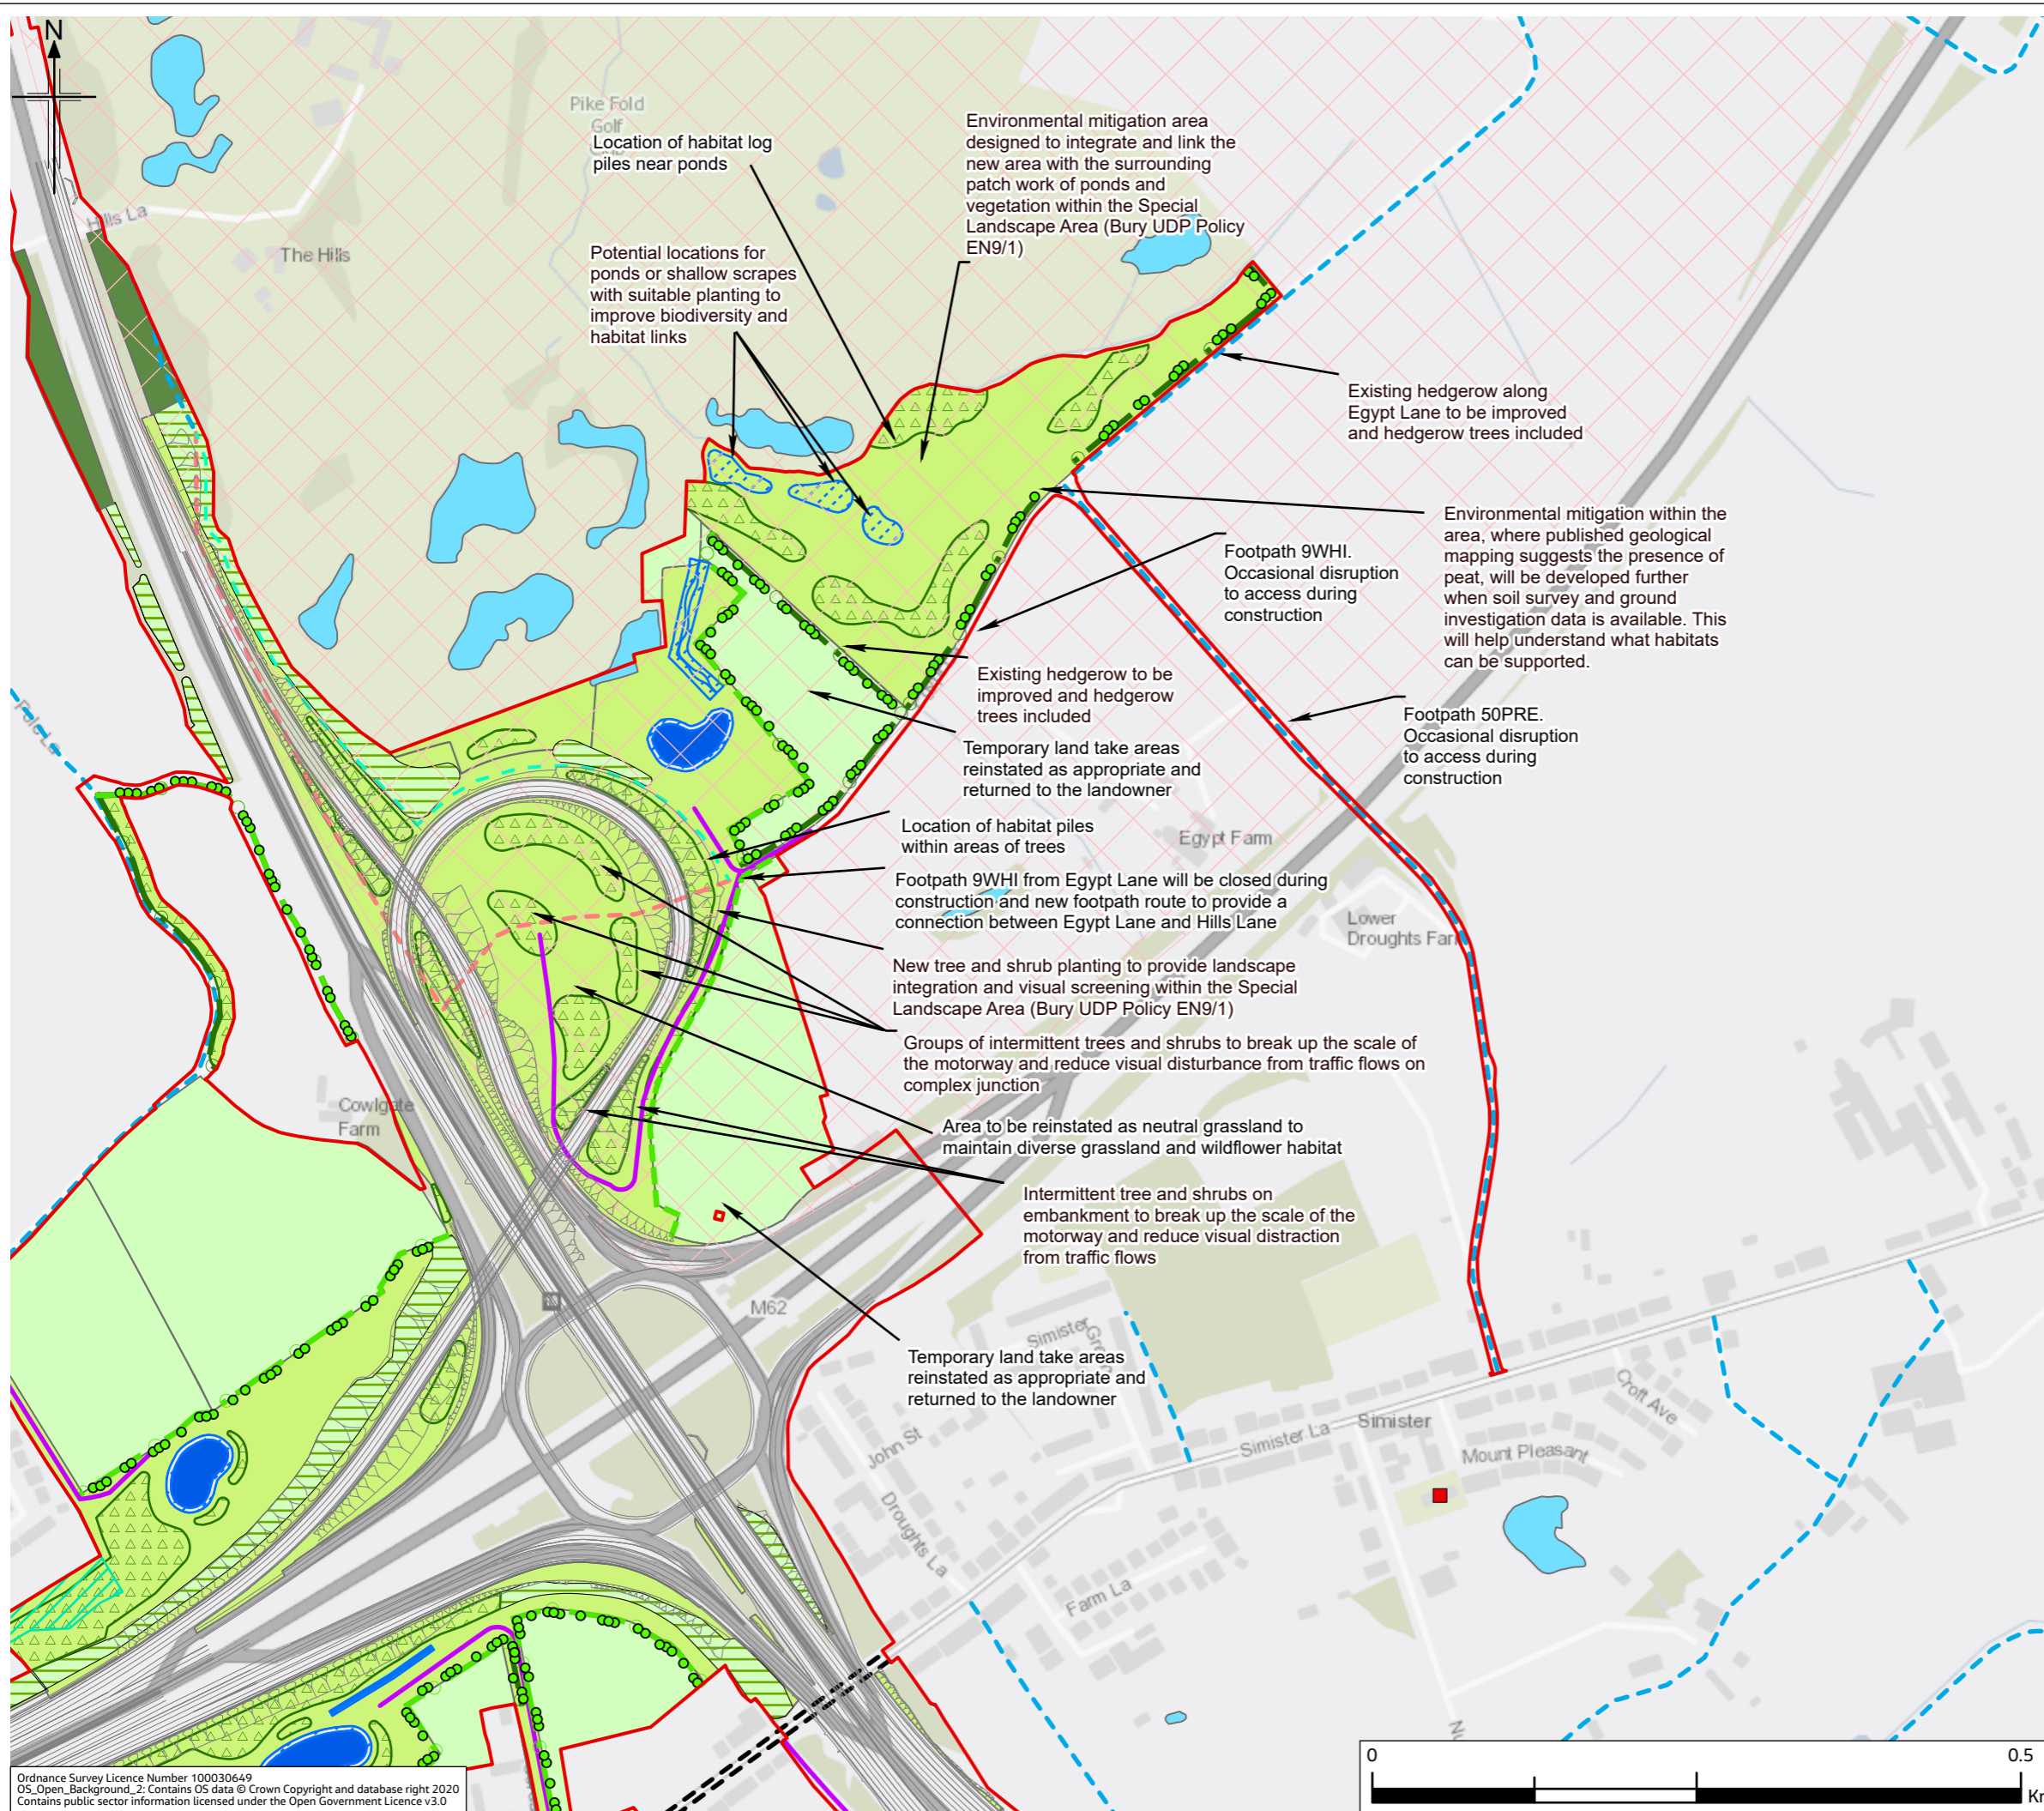 N
Pike Fold
Golf
Location of habitat log
piles near ponds
Environmental mitigation area
designed to integrate and link the
new area with the surrounding
patch work of ponds and
vegetation within the Special
Landscape Area (Bury UDP Policy
EN9/1)
Hills La
The Hills
Potential locations for
ponds or shallow scrapes
with suitable planting to
improve biodiversity and
habitat links
Existing hedgerow along
Egypt Lane to be improved
and hedgerow trees included
Environmental mitigation within the
area, where published geological
mapping suggests the presence of
peat, will be developed further
when soil survey and ground
investigation data is available. This
will help understand what habitats
can be supported.
Footpath 9WHI.
Occasional disruption
to access during
construction
Existing hedgerow to be
improved and hedgerow
trees included
Footpath 50PRE.
Occasional disruption
to access during
construction
Pole La
Temporary land take areas
reinstated as appropriate and
returned to the landowner
Location of habitat piles
within areas of trees
Egypt Farm
Footpath 9WHI from Egypt Lane will be closed during
construction and new footpath route to provide a
connection between Egypt Lane and Hills Lane
Lower
Droughts Farm
New tree and shrub planting to provide landscape
integration and visual screening within the Special
Landscape Area (Bury UDP Policy EN9/1)
Groups of intermittent trees and shrubs to break up the scale of
the motorway and reduce visual disturbance from traffic flows on
complex junction
Cowlgate
Farm
Area to be reinstated as neutral grassland to
maintain diverse grassland and wildflower habitat
Intermittent tree and shrubs on
embankment to break up the scale of the
motorway and reduce visual distraction
from traffic flows
M62
Simister
Green
Temporary land take areas
reinstated as appropriate and
returned to the landowner
John St
Simister La
Simister
Croft Ave
Mount Pleasant
Droughts La
Farm La
0
0.5
Ordnance Survey Licence Number 100030649
OS_Open_Background_2: Contains OS data © Crown Copyright and database right 2020
Contains public sector information licensed under the Open Government Licence v3.0